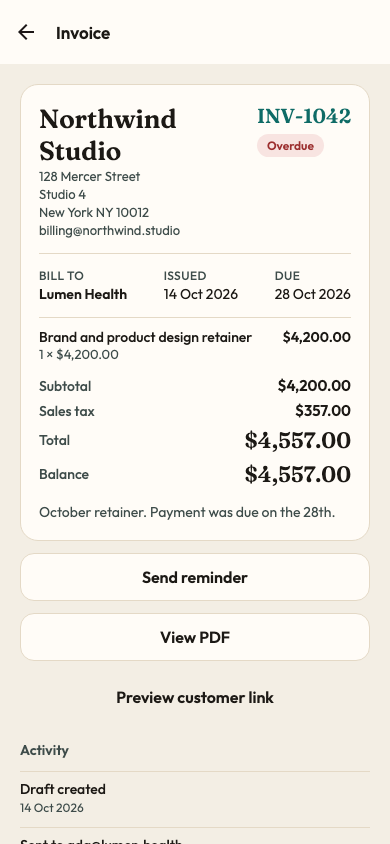 Invoice
Northwind
Studio
INV-1042
Overdue
128 Mercer Street
Studio 4
New York NY 10012
billing@northwind.studio
BILL TO
Lumen Health
ISSUED
14 Oct 2026
DUE
28 Oct 2026
Brand and product design retainer $4,200.00
1 × $4,200.00
Subtotal $4,200.00
Sales tax $357.00
Total $4,557.00
Balance $4,557.00
October retainer. Payment was due on the 28th.
Send reminder
View PDF
Preview customer link
Activity
Draft created
14 Oct 2026